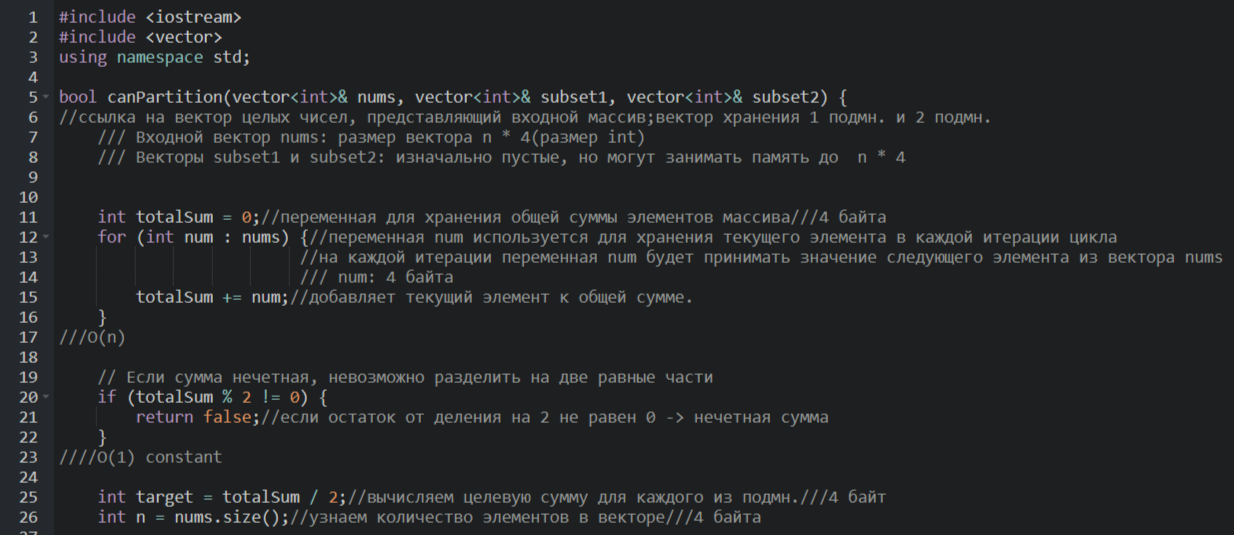 1 #include <iostream>
2 #include <vector>
3 using namespace std;
4
5 bool canPartition(vector<int>& nums, vector<int>& subset1, vector<int>& subset2) {
6 //ссылка на вектор целых чисел, представляющий входной массив;вектор хранения 1 подмн. и 2 подмн.
7     /// Входной вектор nums: размер вектора n * 4(размер int)
8     /// Векторы subset1 и subset2: изначально пустые, но могут занимать память до  n * 4
9
10
11     int totalSum = 0;//переменная для хранения общей суммы элементов массива///4 байта
12     for (int num : nums) {//переменная num используется для хранения текущего элемента в каждой итерации цикла
13                          //на каждой итерации переменная num будет принимать значение следующего элемента из вектора nums
14                          /// num: 4 байта
15         totalSum += num;//добавляет текущий элемент к общей сумме.
16     }
17 ///O(n)
18
19     // Если сумма нечетная, невозможно разделить на две равные части
20     if (totalSum % 2 != 0) {
21         return false;//если остаток от деления на 2 не равен 0 -> нечетная сумма
22     }
23 ////O(1) constant
24
25     int target = totalSum / 2;//вычисляем целевую сумму для каждого из подмн.///4 байт
26     int n = nums.size();//узнаем количество элементов в векторе///4 байта